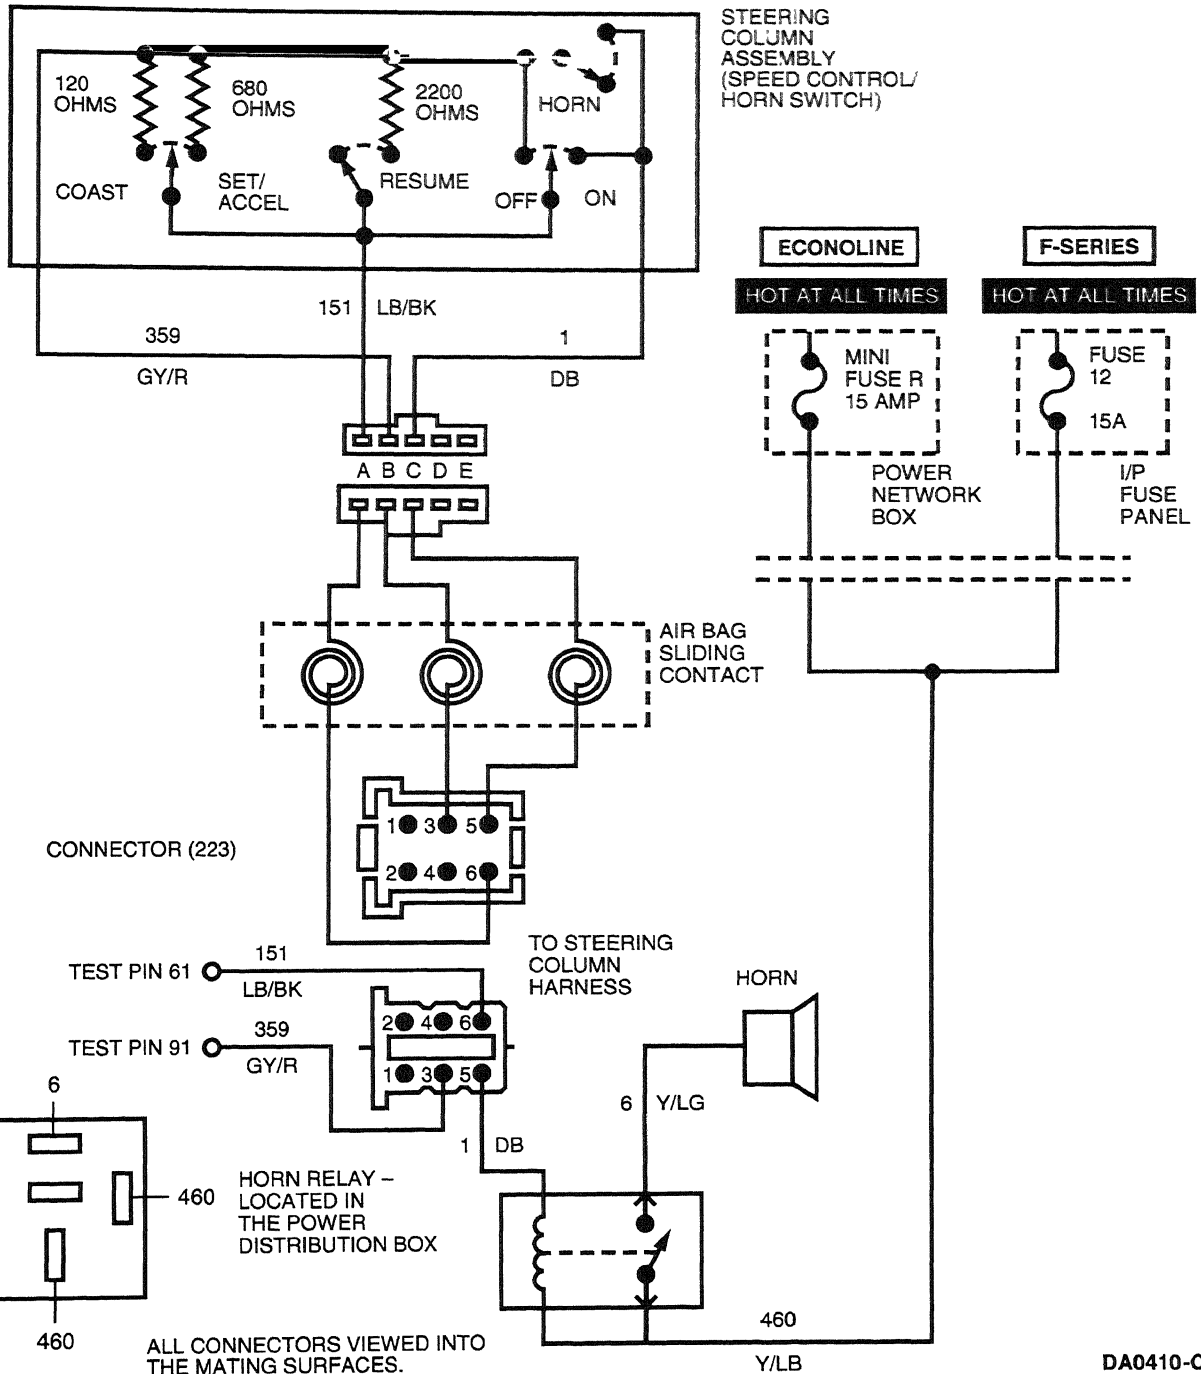 STEERING
COLUMN
ASSEMBLY
(SPEED CONTROL/
HORN SWITCH)
120
OHMS
680
OHMS
2200
OHMS
HORN
COAST
SET/
ACCEL
RESUME
OFF
ON
ECONOLINE
F-SERIES
HOT AT ALL TIMES
HOT AT ALL TIMES
151 LB/BK
359
GY/R
1
DB
MINI
FUSE R
15 AMP
FUSE
12
15A
A B C D E
POWER
NETWORK
BOX
I/P
FUSE
PANEL
AIR BAG
SLIDING
CONTACT
CONNECTOR (223)
1 3 5
2 4 6
TO STEERING
COLUMN
HARNESS
TEST PIN 61
151
LB/BK
HORN
TEST PIN 91
359
GY/R
2 4 6
1 3 5
6 Y/LG
6
1 DB
460
HORN RELAY –
LOCATED IN
THE POWER
DISTRIBUTION BOX
460
460
Y/LB
ALL CONNECTORS VIEWED INTO
THE MATING SURFACES.
DA0410-C